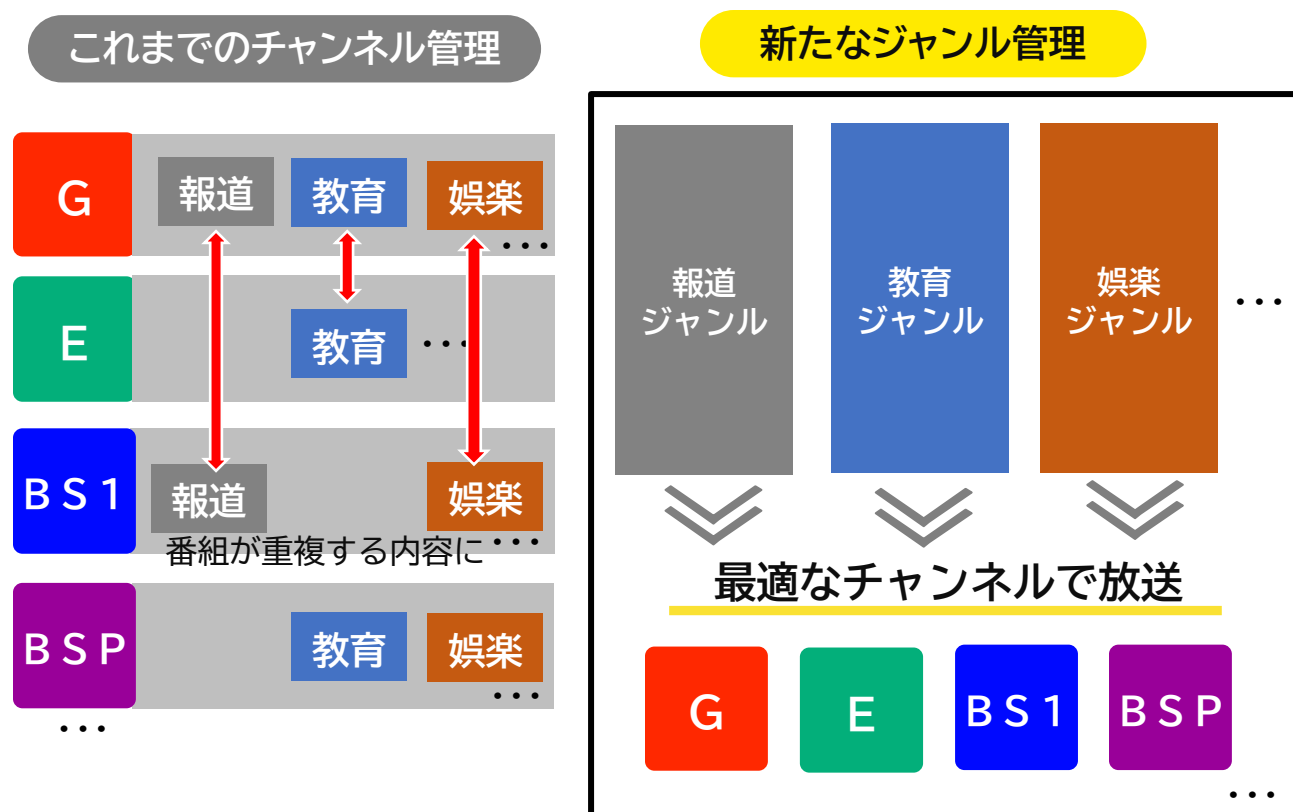 これまでのチャンネル管理
G
報道
教育
娯楽
・・・
E
教育
・・・
ＢＳ１
報道
娯楽
・・・
番組が重複する内容に
ＢＳＰ
教育
娯楽
・・・
・・・
新たなジャンル管理
報道
ジャンル
教育
ジャンル
娯楽
ジャンル
・・・
最適なチャンネルで放送
G
E
ＢＳ１
ＢＳＰ
・・・